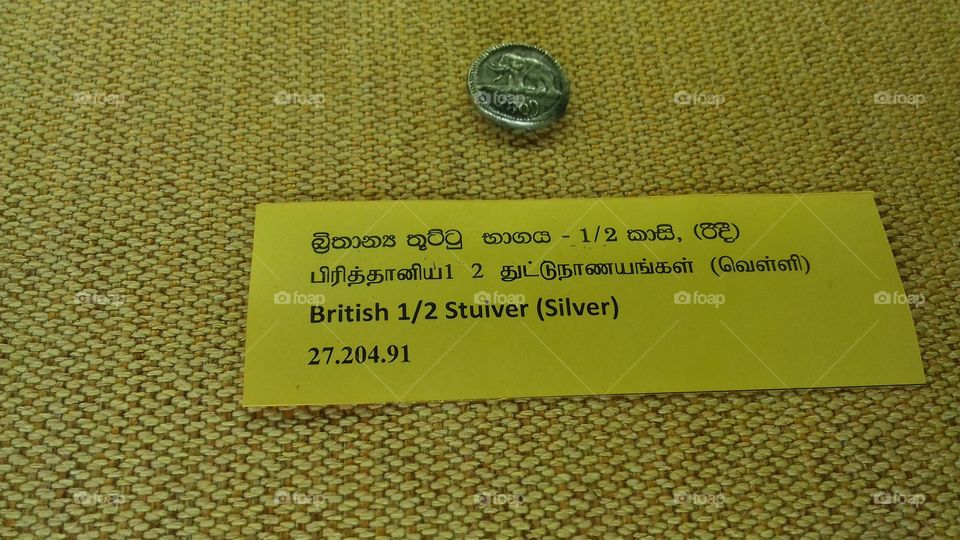 බ්‍රිතාන්‍ය තුට්ටු භාගය - 1/2 කාසි, (රිදී)
பிரித்தானிய1 2 துட்டுநாணயங்கள் (வெள்ளி)
British 1/2 Stuiver (Silver)
27.204.91